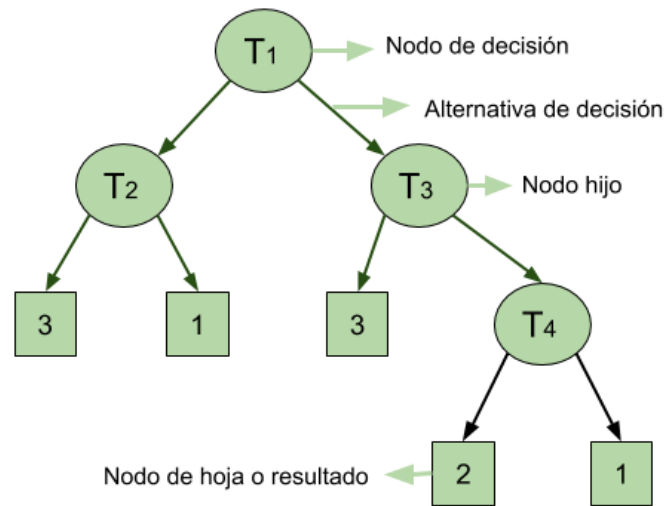 T1
Nodo de decisión
Alternativa de decisión
T2
T3
Nodo hijo
3
1
3
T4
Nodo de hoja o resultado
2
1